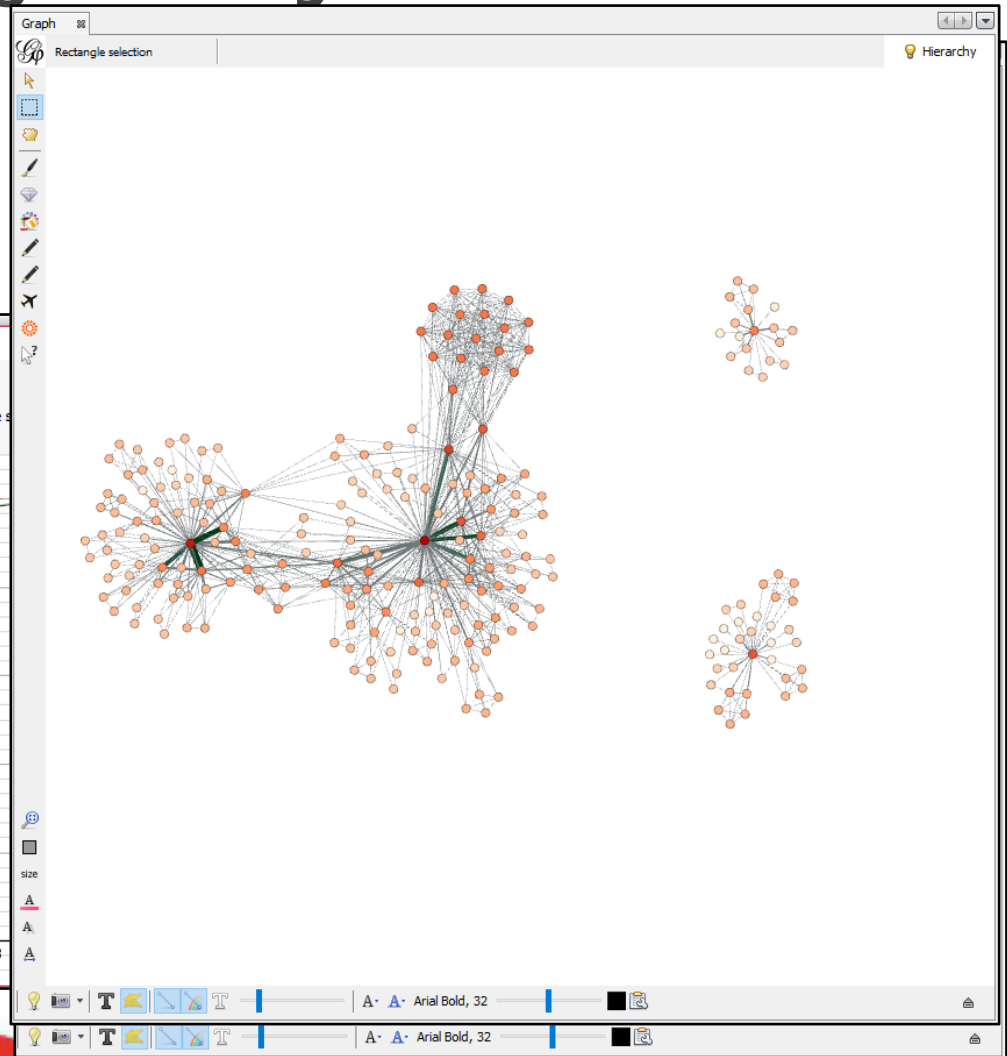 Graph
Rectangle selection
Hierarchy
?
size
A
A
A
T
T
A
A
Arial Bold, 32
T
T
A
A
Arial Bold, 32